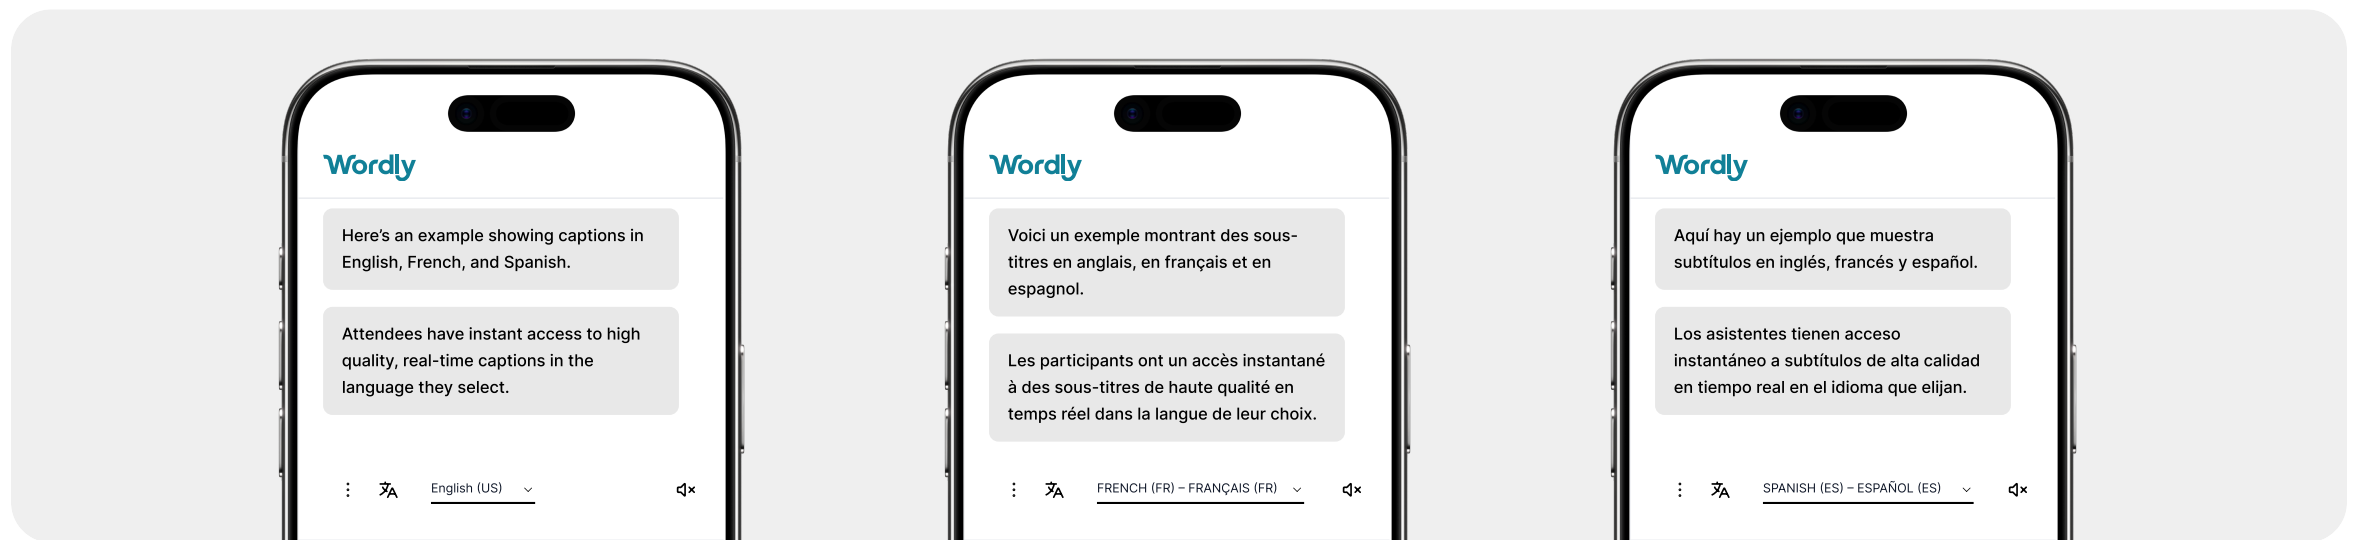 Wordly
Here’s an example showing captions in
English, French, and Spanish.
Attendees have instant access to high
quality, real-time captions in the
language they select.
English (US)
Wordly
Voici un exemple montrant des sous-
titres en anglais, en français et en
espagnol.
Les participants ont un accès instantané
à des sous-titres de haute qualité en
temps réel dans la langue de leur choix.
FRENCH (FR) – FRANÇAIS (FR)
Wordly
Aquí hay un ejemplo que muestra
subtítulos en inglés, francés y español.
Los asistentes tienen acceso
instantáneo a subtítulos de alta calidad
en tiempo real en el idioma que elijan.
SPANISH (ES) – ESPAÑOL (ES)